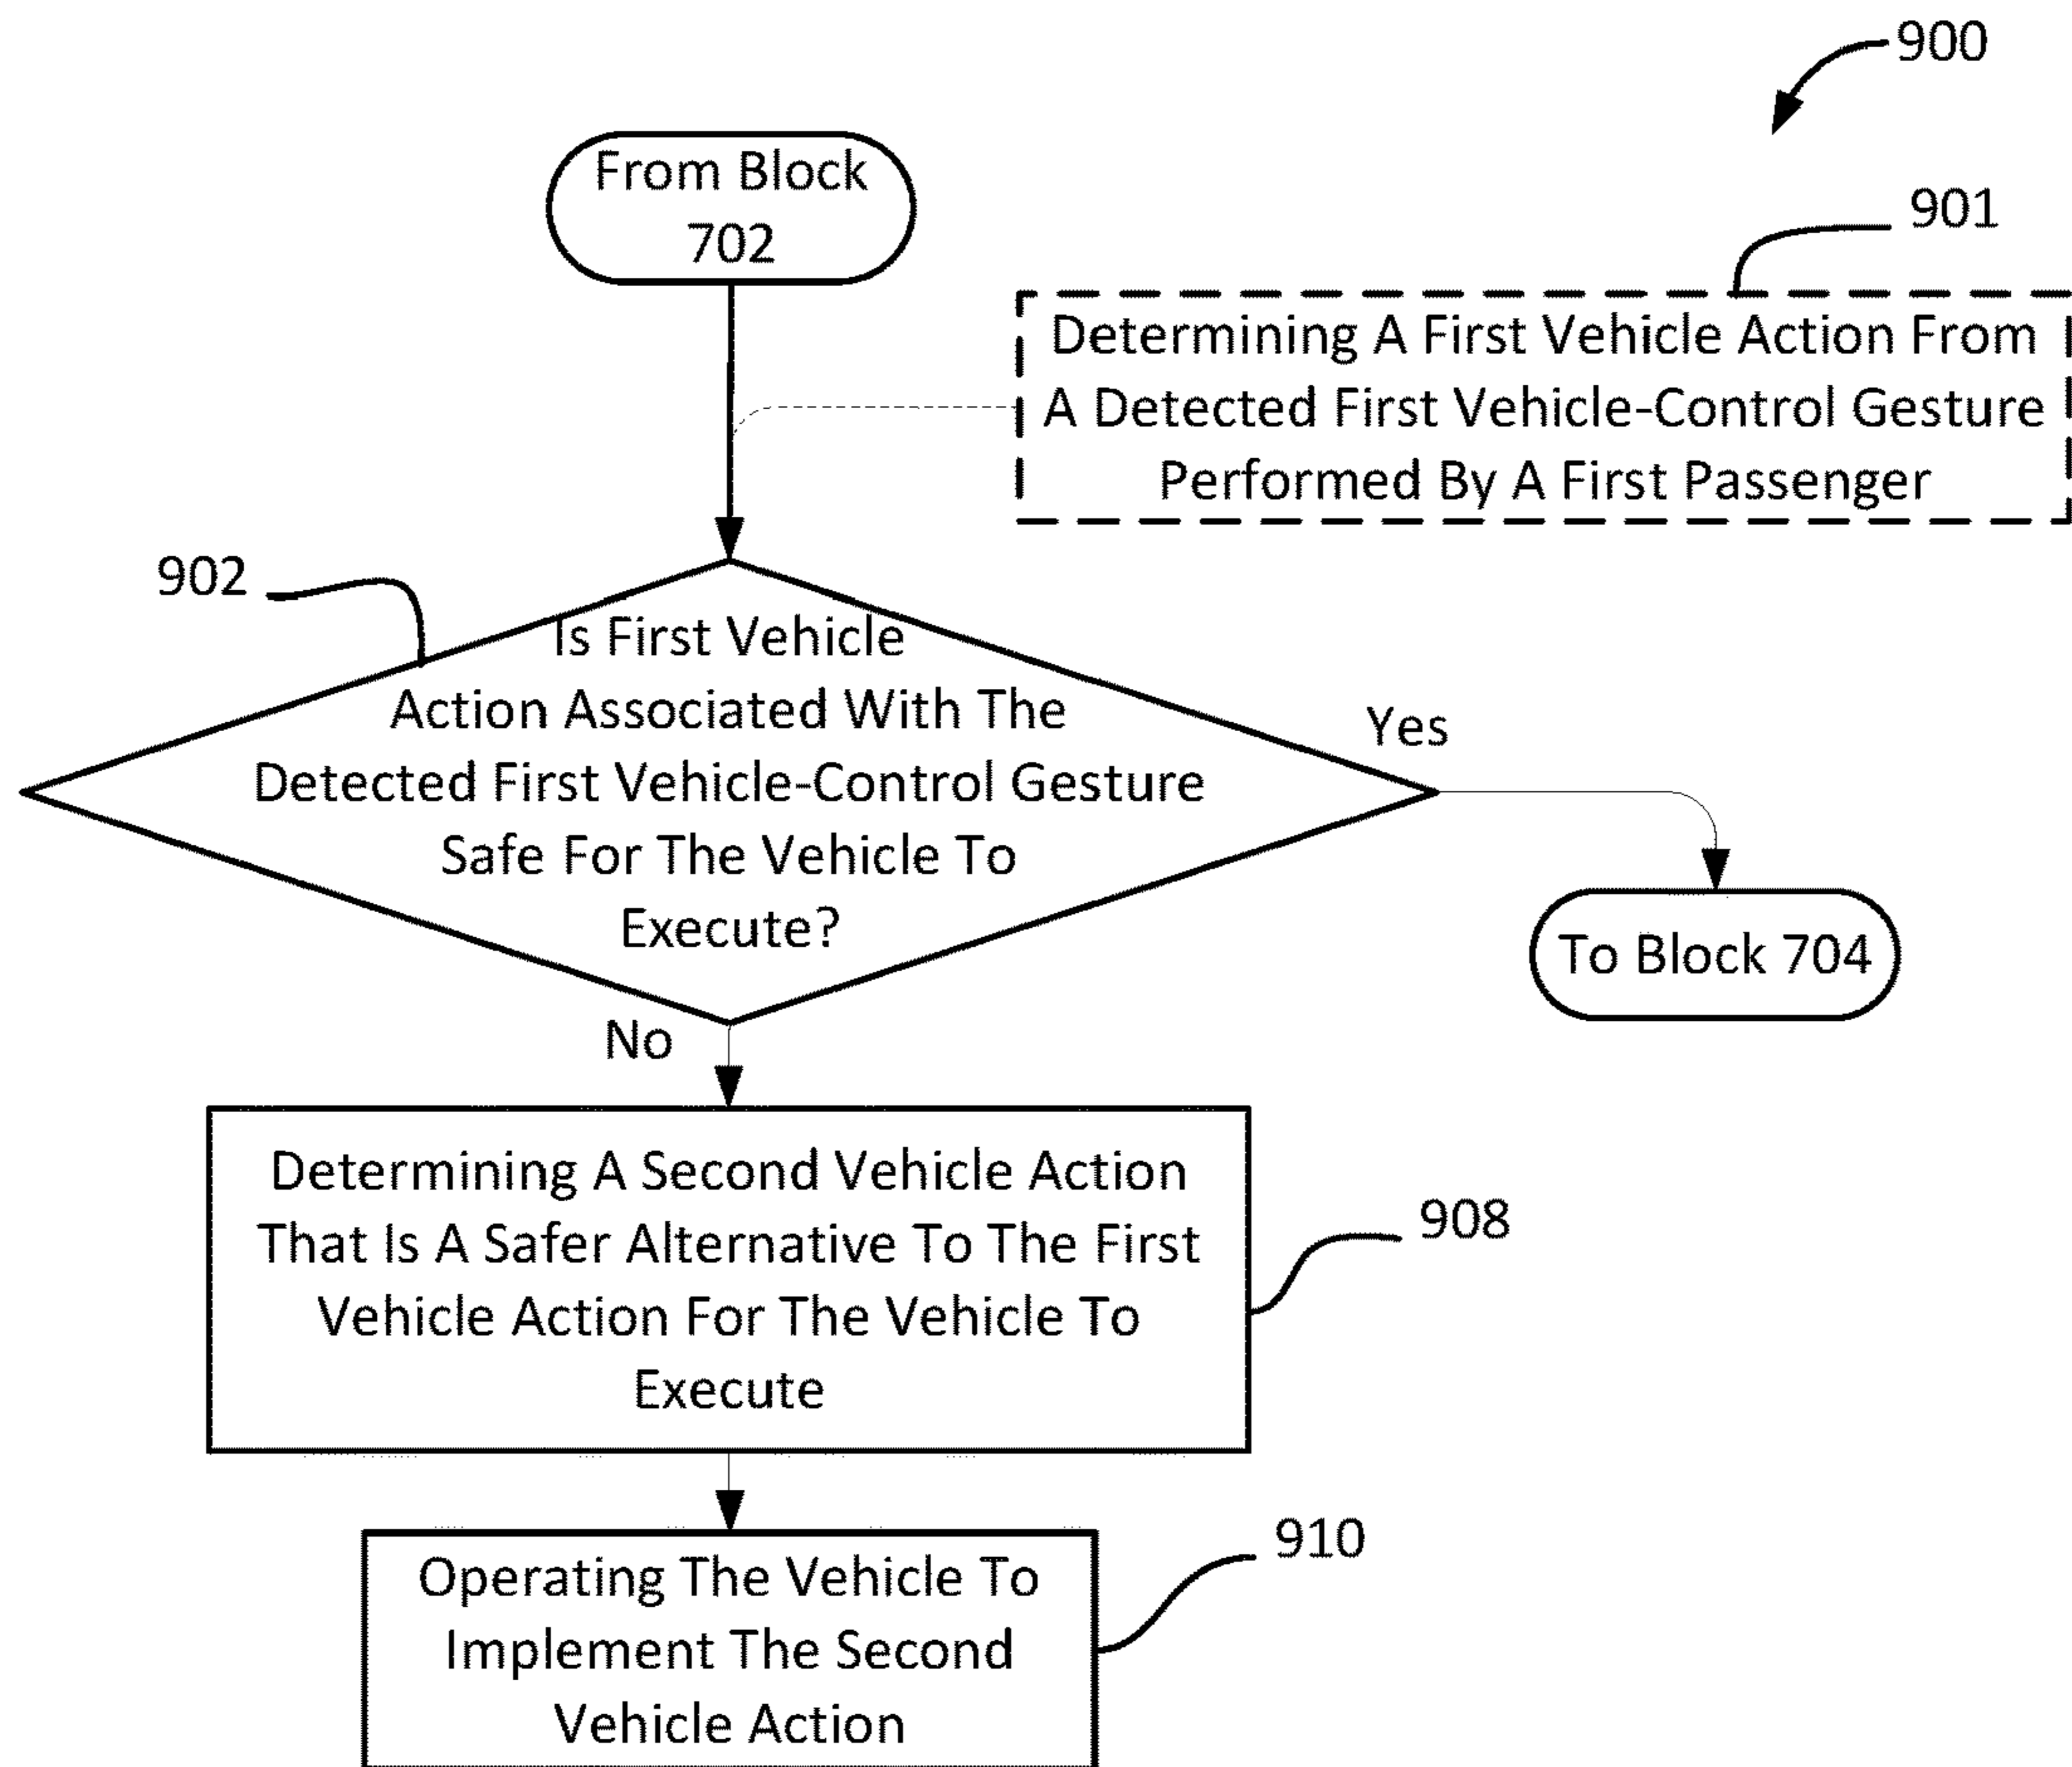 900
From Block
702
901
Determining A First Vehicle Action From
A Detected First Vehicle-Control Gesture
Performed By A First Passenger
902
Is First Vehicle
Action Associated With The
Detected First Vehicle-Control Gesture
Safe For The Vehicle To
Execute?
Yes
To Block 704
No
Determining A Second Vehicle Action
That Is A Safer Alternative To The First
Vehicle Action For The Vehicle To
Execute
908
Operating The Vehicle To
Implement The Second
Vehicle Action
910